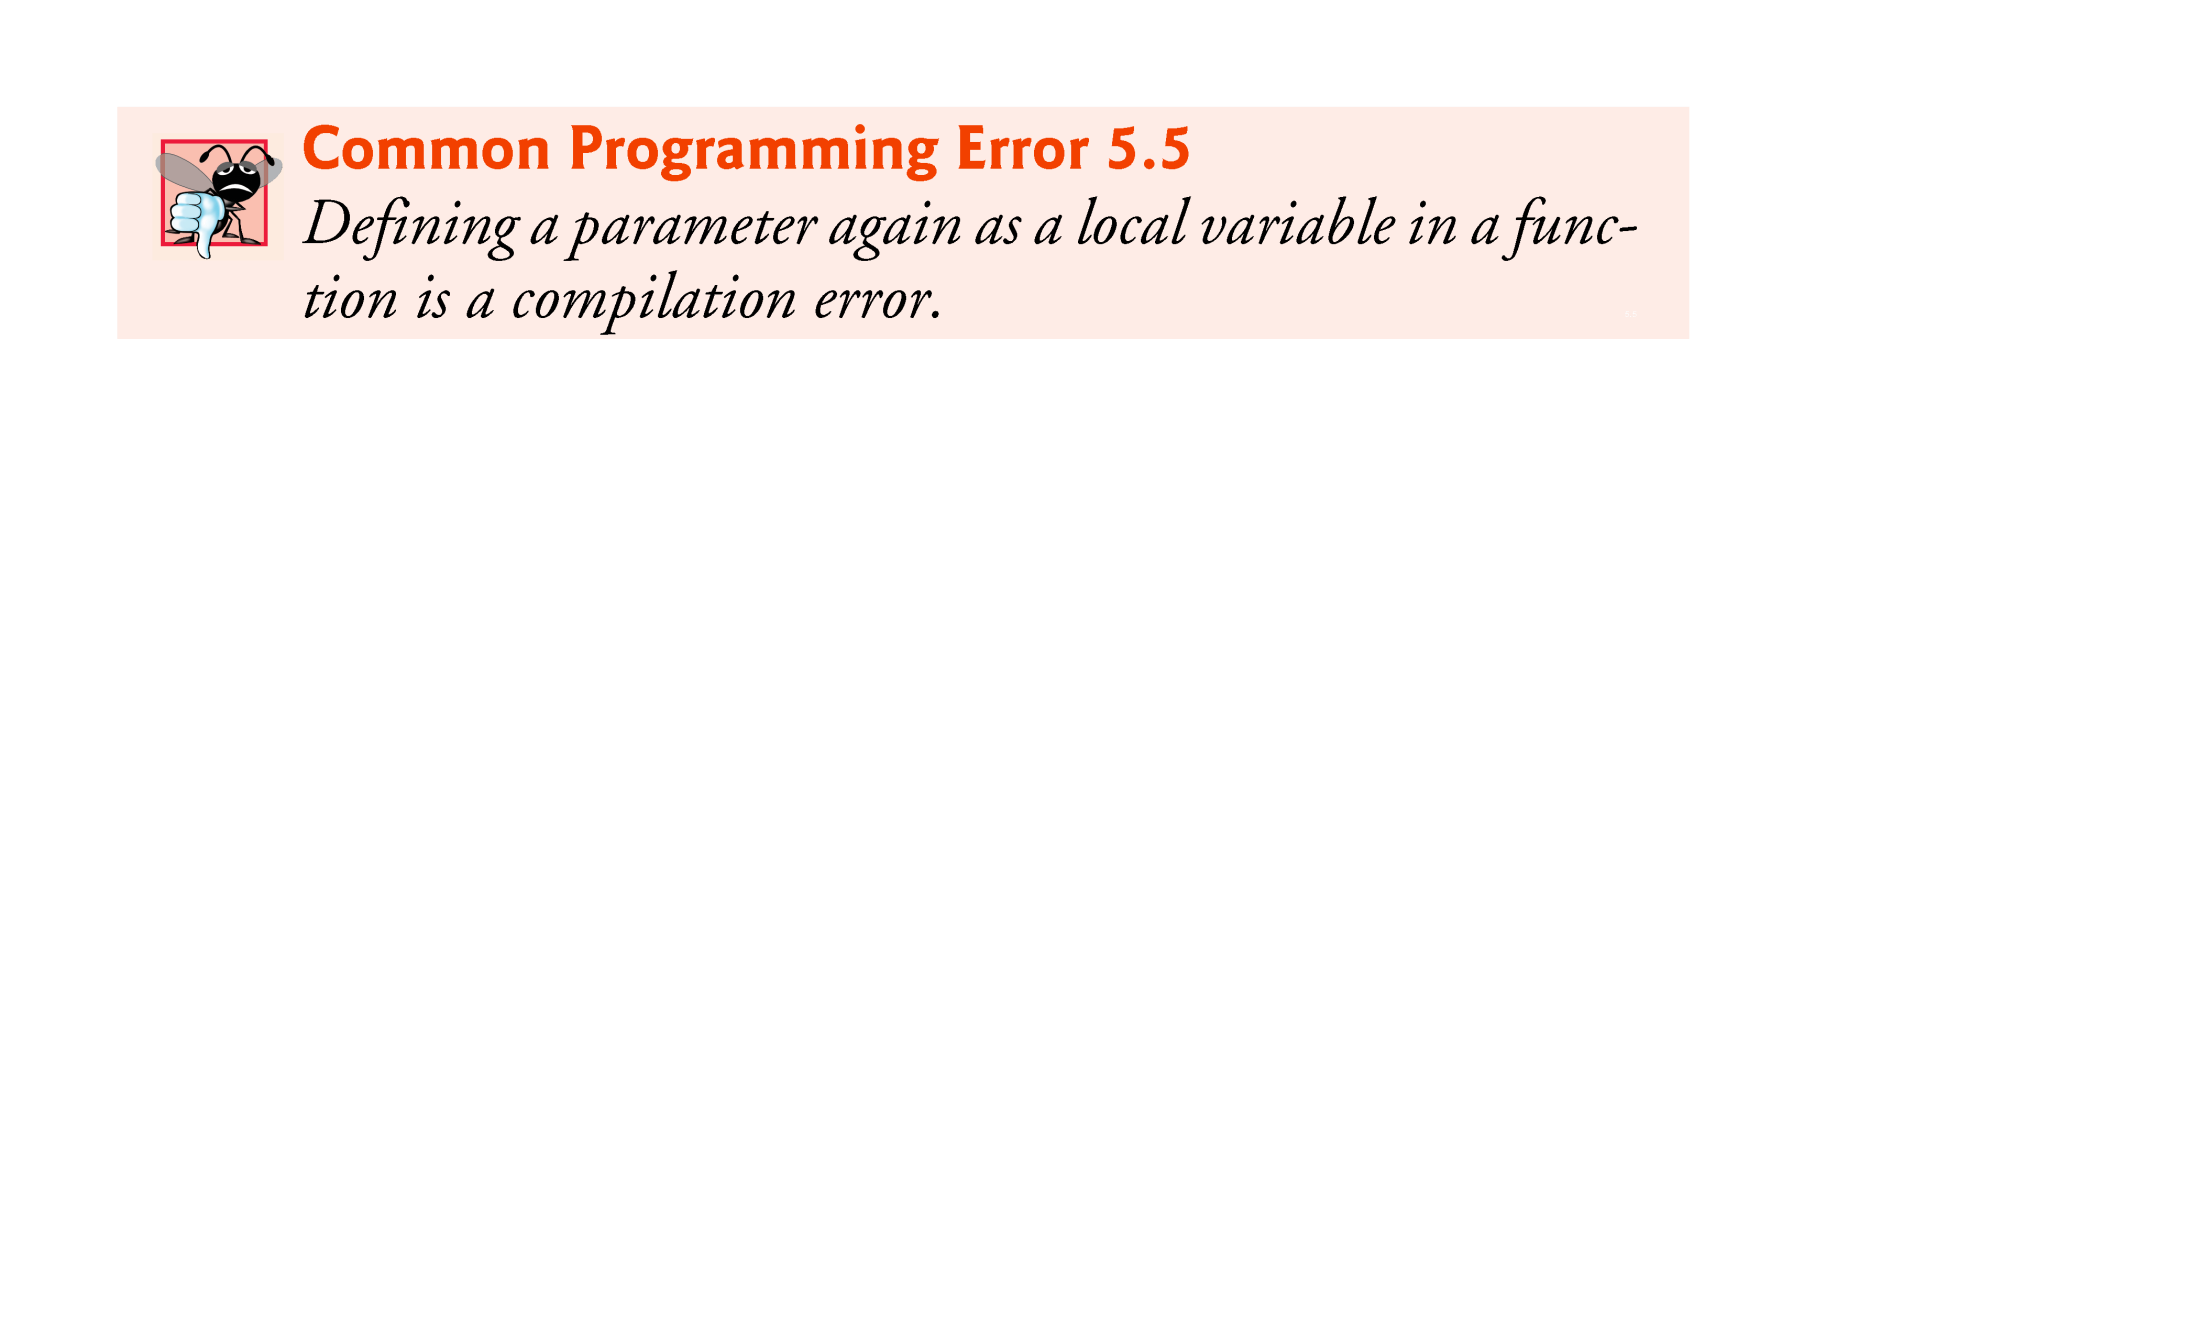 Common Programming Error 5.5
Defining a parameter again as a local variable in a func-
tion is a compilation error.